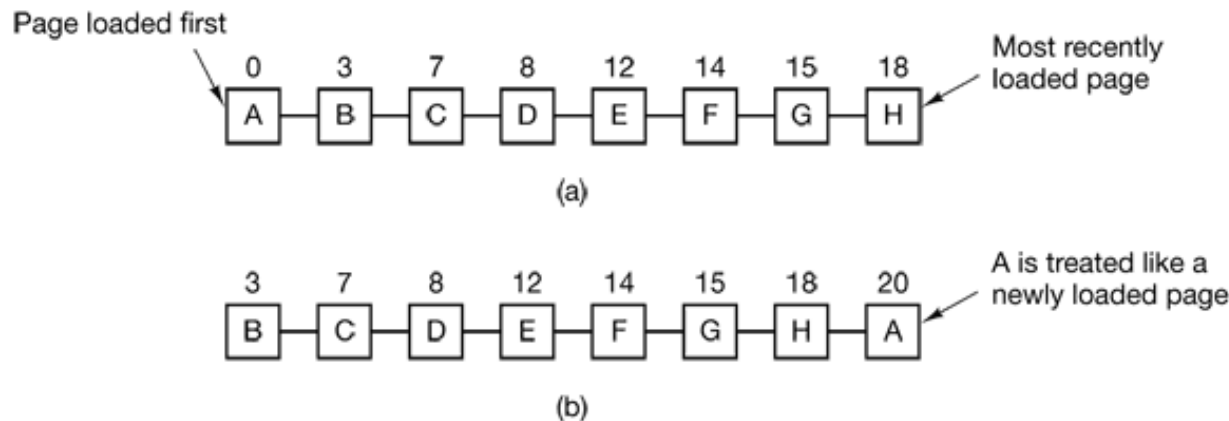 Page loaded first
Most recently
loaded page
0 3 7 8 12 14 15 18
A B C D E F G H
(a)
A is treated like a
newly loaded page
3 7 8 12 14 15 18 20
B C D E F G H A
(b)